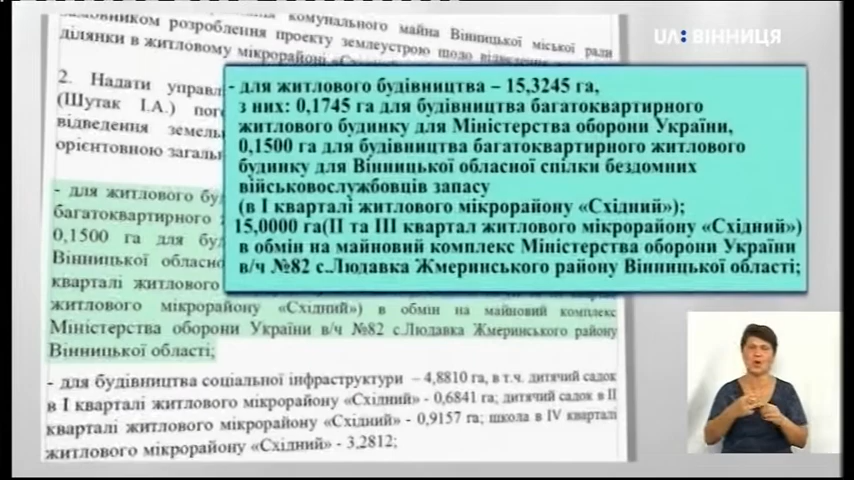 замовником розроблення проекту землеустрою щодо
комунального майна Вінницької міської ради
ділянки в житловому мікрорайоні
UA: ВІННИЦЯ
2. Надати
(Шутак І.А.)
відведення
орієнтовною
- для житлового
багатоквартирного
0,1500 га для
Вінницької
кварталі житлового
житлового мікрорайону «Східний») в обмін на майновий комплекс
Міністерства оборони України в/ч №82 с.Людавка Жмеринського району
Вінницької області;
- для житлового будівництва – 15,3245 га,
з них: 0,1745 га для будівництва багатоквартирного
житлового будинку для Міністерства оборони України,
0,1500 га для будівництва багатоквартирного житлового
будинку для Вінницької обласної спілки бездомних
військовослужбовців запасу
(в І кварталі житлового мікрорайону «Східний»);
15,0000 га(ІІ та ІІІ квартал житлового мікрорайону «Східний»)
в обмін на майновий комплекс Міністерства оборони України
в/ч №82 с.Людавка Жмеринського району Вінницької області;
- для будівництва соціальної інфраструктури – 4,8810 га, в т.ч. дитячий садок
в І кварталі житлового мікрорайону «Східний» - 0,6841 га; дитячий садок в ІІ
кварталі житлового мікрорайону «Східний» - 0,9157 га; школа в IV кварталі
житлового мікрорайону «Східний» - 3,2812;